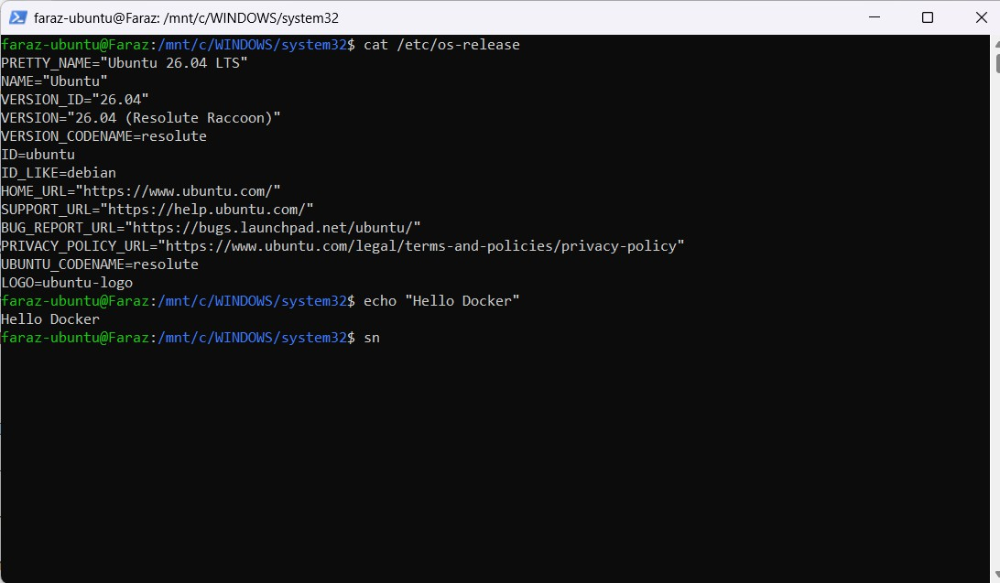 faraz-ubuntu@Faraz: /mnt/c/WINDOWS/system32
faraz-ubuntu@Faraz:/mnt/c/WINDOWS/system32$ cat /etc/os-release
PRETTY_NAME="Ubuntu 26.04 LTS"
NAME="Ubuntu"
VERSION_ID="26.04"
VERSION="26.04 (Resolute Raccoon)"
VERSION_CODENAME=resolute
ID=ubuntu
ID_LIKE=debian
HOME_URL="https://www.ubuntu.com/"
SUPPORT_URL="https://help.ubuntu.com/"
BUG_REPORT_URL="https://bugs.launchpad.net/ubuntu/"
PRIVACY_POLICY_URL="https://www.ubuntu.com/legal/terms-and-policies/privacy-policy"
UBUNTU_CODENAME=resolute
LOGO=ubuntu-logo
faraz-ubuntu@Faraz:/mnt/c/WINDOWS/system32$ echo "Hello Docker"
Hello Docker
faraz-ubuntu@Faraz:/mnt/c/WINDOWS/system32$ sn